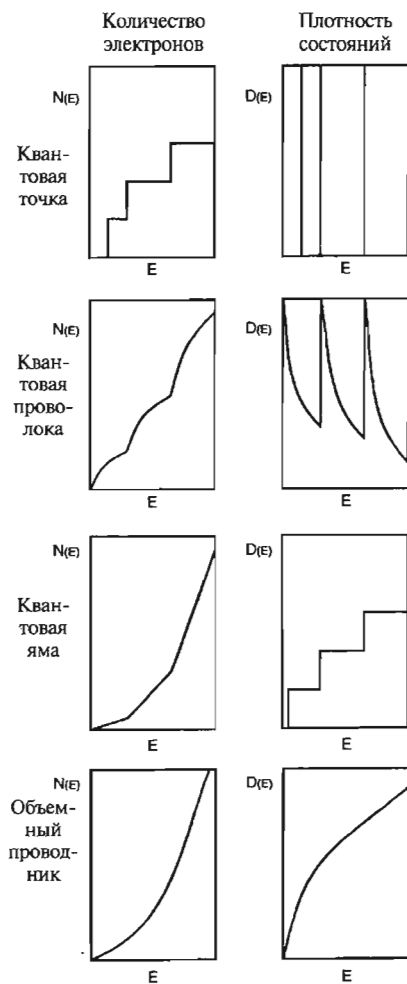 Количество
электронов
Плотность
состояний
N(E)
D(E)
Кван-
товая
точка
E
E
N(E)
D(E)
Кван-
товая
прово-
лока
E
E
N(E)
D(E)
Кван-
товая
яма
E
E
N(E)
D(E)
Объем-
ный
провод-
ник
E
E